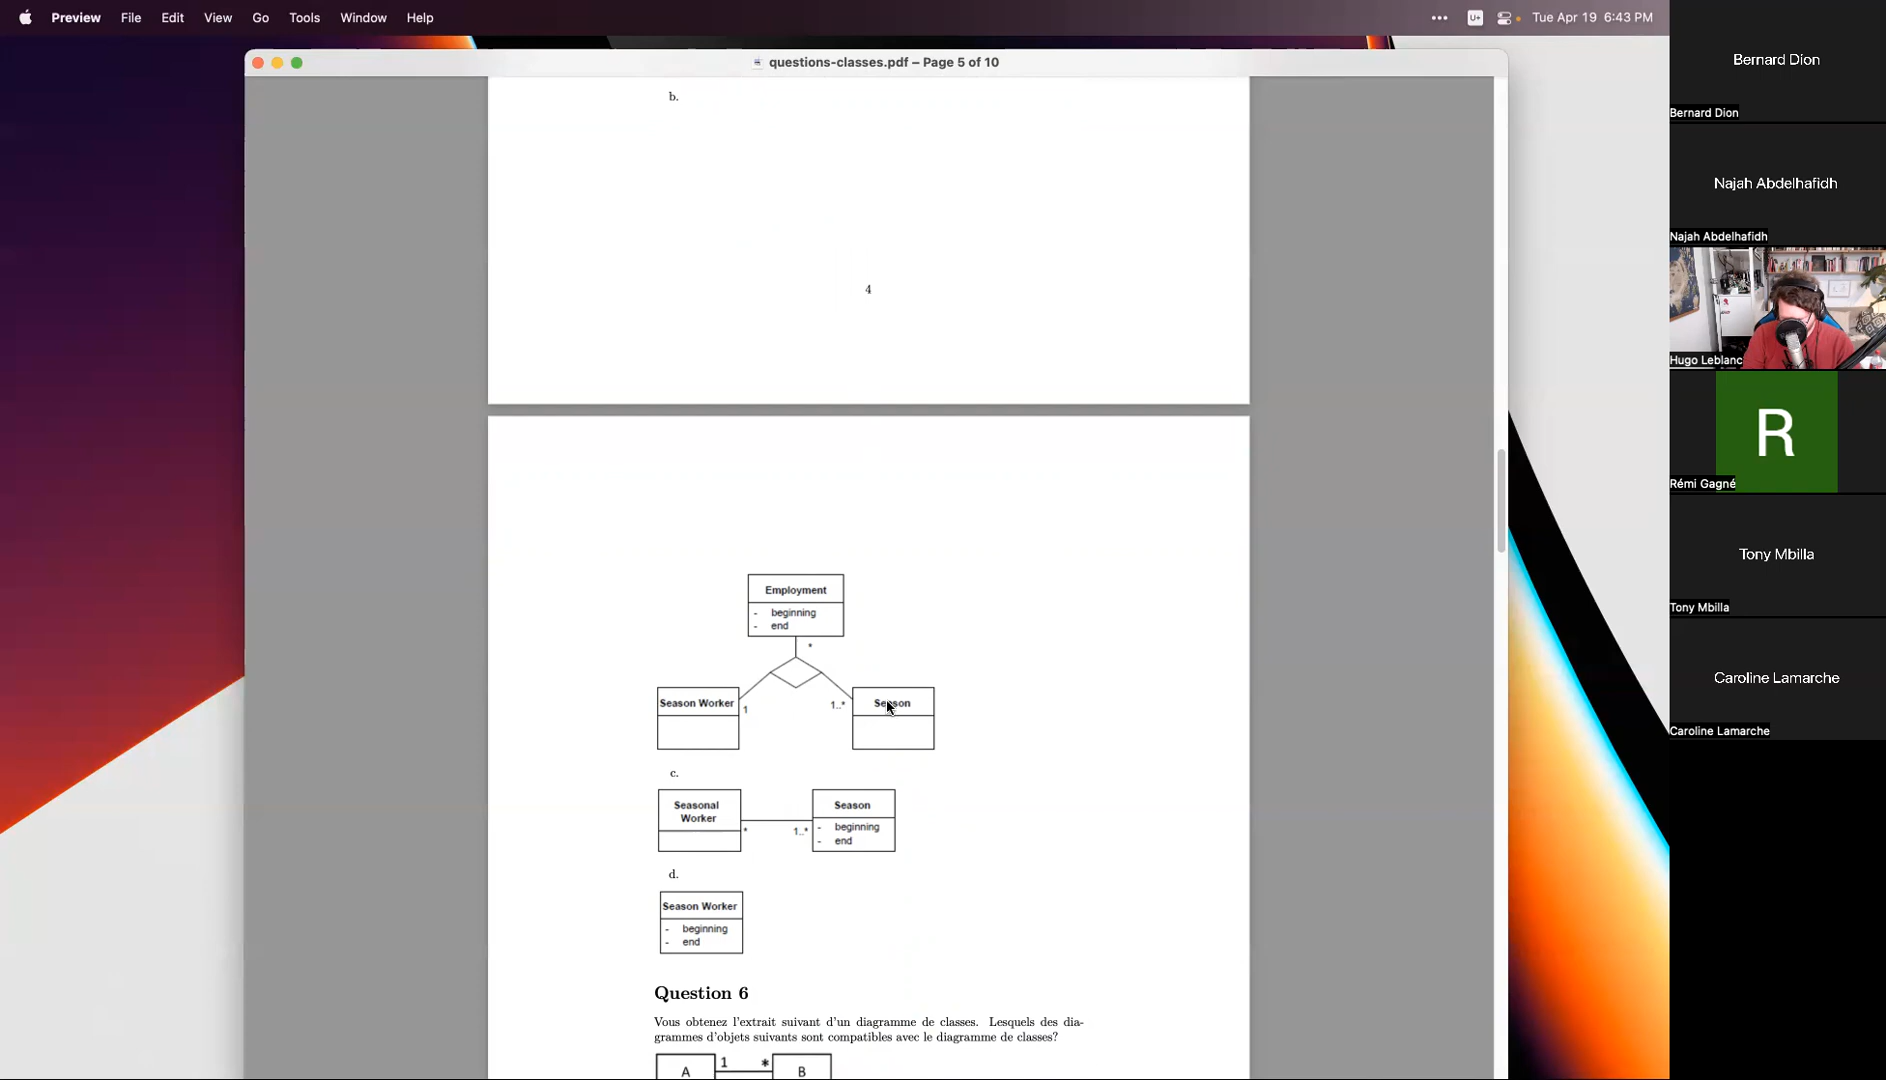 Preview File Edit View Go Tools Window Help
U+ Tue Apr 19 6:43 PM
questions-classes.pdf – Page 5 of 10
b.
4
Employment
- beginning
- end
*
Season Worker
1
1..*
Season
c.
Seasonal
Worker
*
1..*
Season
- beginning
- end
d.
Season Worker
- beginning
- end
Question 6
Vous obtenez l'extrait suivant d'un diagramme de classes. Lesquels des dia-
grammes d'objets suivants sont compatibles avec le diagramme de classes?
A 1 * B
Bernard Dion
Bernard Dion
Najah Abdelhafidh
Najah Abdelhafidh
Hugo Leblanc
R
Rémi Gagné
Tony Mbilla
Tony Mbilla
Caroline Lamarche
Caroline Lamarche